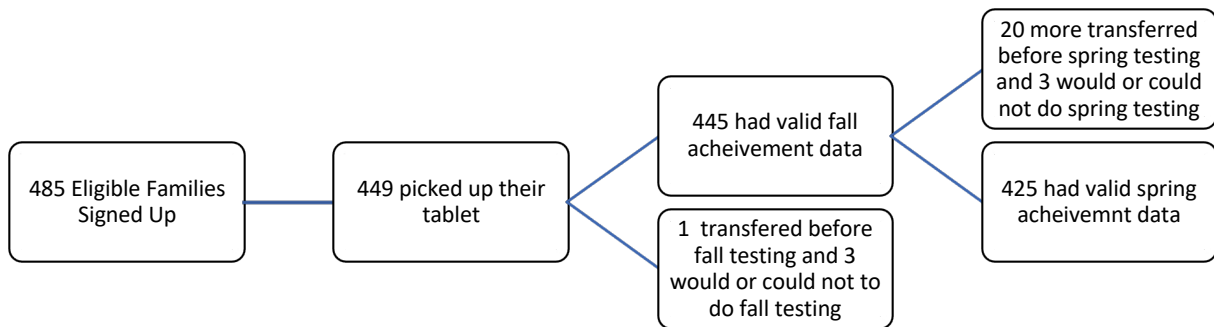 485 Eligible Families
Signed Up
449 picked up their
tablet
445 had valid fall
acheivement data
1  transfered before
fall testing and 3
would or could not to
do fall testing
20 more transferred
before spring testing
and 3 would or could
not do spring testing
425 had valid spring
acheivemnt data